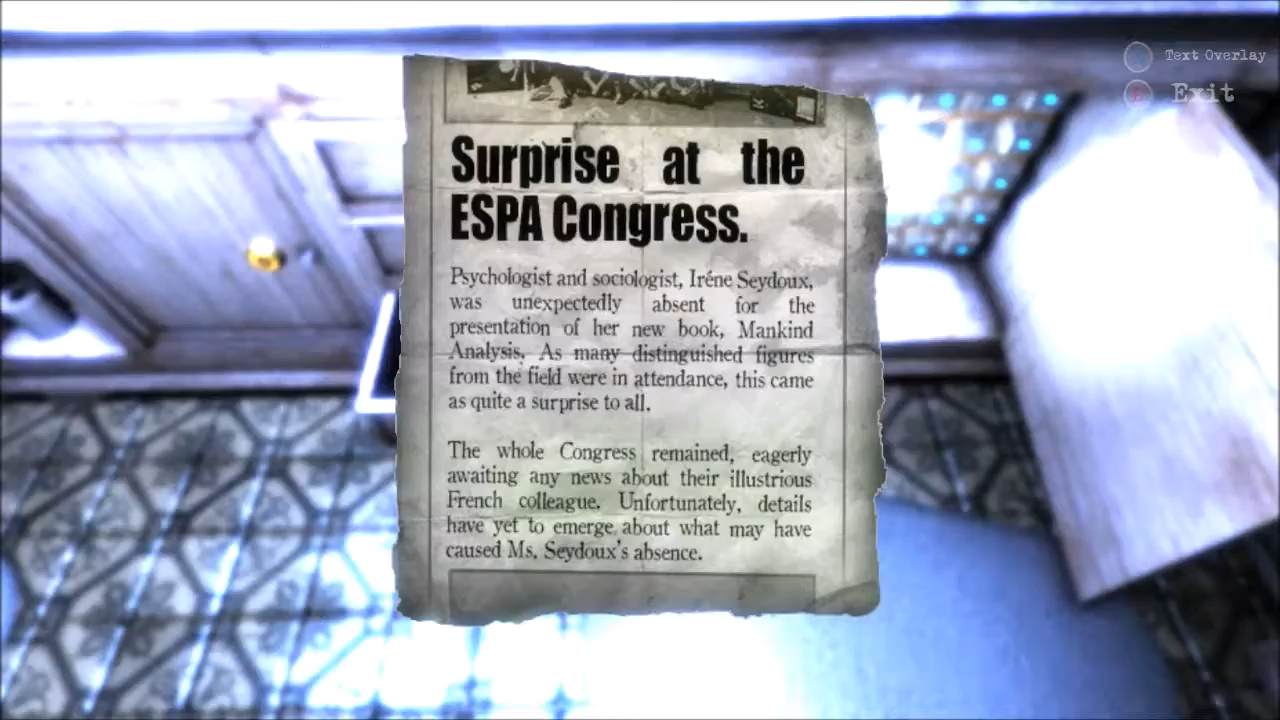 Text Overlay
Exit
Surprise at the
ESPA Congress.
Psychologist and sociologist, Iréne Seydoux,
was unexpectedly absent for the
presentation of her new book, Mankind
Analysis. As many distinguished figures
from the field were in attendance, this came
as quite a surprise to all.
The whole Congress remained, eagerly
awaiting any news about their illustrious
French colleague. Unfortunately, details
have yet to emerge about what may have
caused Ms. Seydoux's absence.